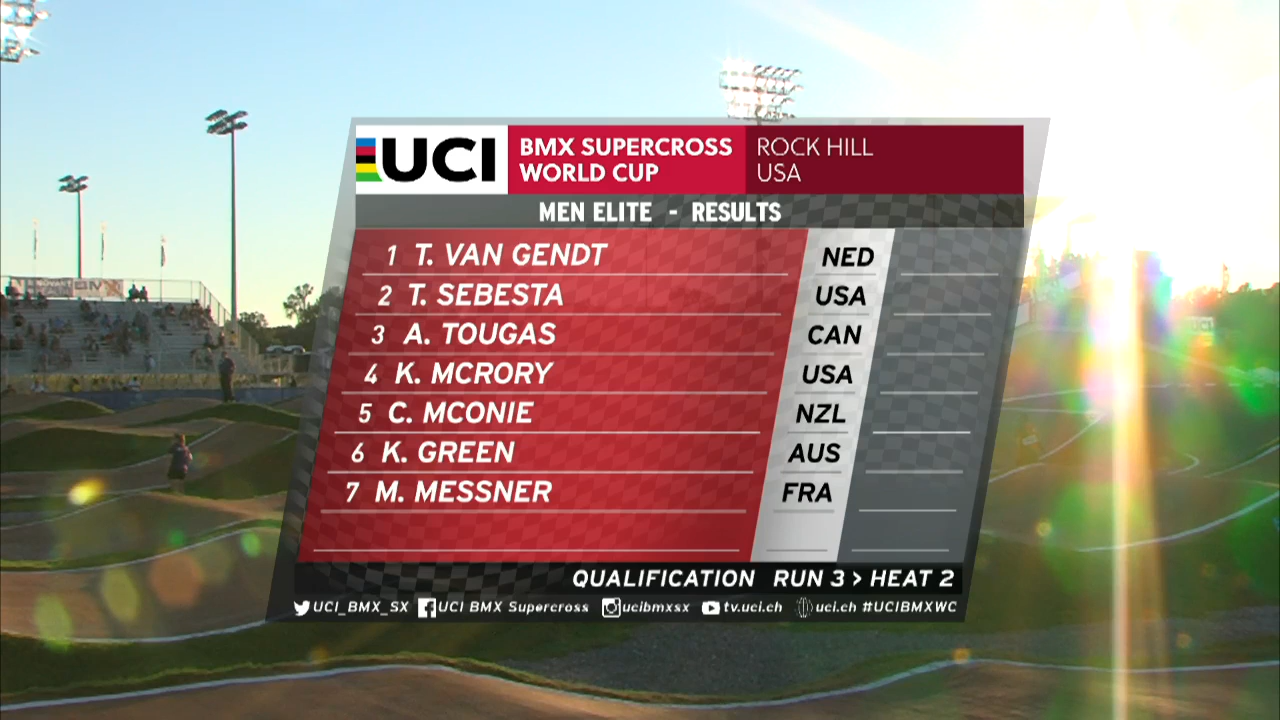 UCI
BMX SUPERCROSS
WORLD CUP
ROCK HILL
USA
MEN ELITE - RESULTS
1 T. VAN GENDT NED
2 T. SEBESTA USA
3 A. TOUGAS CAN
4 K. MCRORY USA
5 C. MCONIE NZL
6 K. GREEN AUS
7 M. MESSNER FRA
QUALIFICATION RUN 3 > HEAT 2
UCI_BMX_SX UCI BMX Supercross ucibmxsx tv.uci.ch uci.ch #UCIBMXWC
BMX
UCI